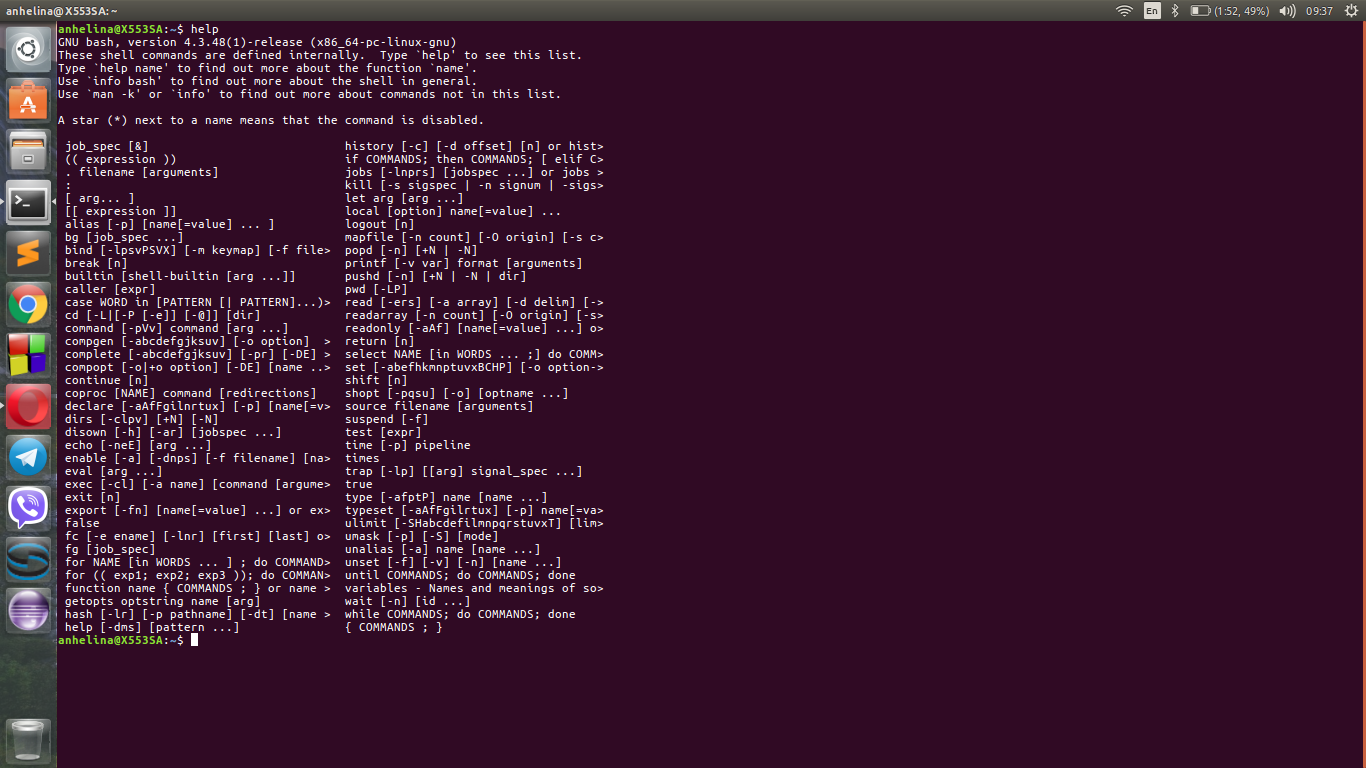 anhelina@X553SA: ~
En
(1:52, 49%)
09:37
anhelina@X553SA:~$ help
GNU bash, version 4.3.48(1)-release (x86_64-pc-linux-gnu)
These shell commands are defined internally.  Type `help' to see this list.
Type `help name' to find out more about the function `name'.
Use `info bash' to find out more about the shell in general.
Use `man -k' or `info' to find out more about commands not in this list.
A star (*) next to a name means that the command is disabled.
job_spec [&]                            history [-c] [-d offset] [n] or hist>
(( expression ))                        if COMMANDS; then COMMANDS; [ elif C>
. filename [arguments]                  jobs [-lnprs] [jobspec ...] or jobs >
:                                       kill [-s sigspec | -n signum | -sigs>
[ arg... ]                              let arg [arg ...]
[[ expression ]]                        local [option] name[=value] ...
alias [-p] [name[=value] ... ]          logout [n]
bg [job_spec ...]                       mapfile [-n count] [-O origin] [-s c>
bind [-lpsvPSVX] [-m keymap] [-f file>  popd [-n] [+N | -N]
break [n]                               printf [-v var] format [arguments]
builtin [shell-builtin [arg ...]]       pushd [-n] [+N | -N | dir]
caller [expr]                           pwd [-LP]
case WORD in [PATTERN [| PATTERN]...)>  read [-ers] [-a array] [-d delim] [->
cd [-L|[-P [-e]] [-@]] [dir]            readarray [-n count] [-O origin] [-s>
command [-pVv] command [arg ...]        readonly [-aAf] [name[=value] ...] o>
compgen [-abcdefgjksuv] [-o option]  >  return [n]
complete [-abcdefgjksuv] [-pr] [-DE] >  select NAME [in WORDS ... ;] do COMM>
compopt [-o|+o option] [-DE] [name ..>  set [-abefhkmnptuvxBCHP] [-o option->
continue [n]                            shift [n]
coproc [NAME] command [redirections]    shopt [-pqsu] [-o] [optname ...]
declare [-aAfFgilnrtux] [-p] [name[=v>  source filename [arguments]
dirs [-clpv] [+N] [-N]                  suspend [-f]
disown [-h] [-ar] [jobspec ...]         test [expr]
echo [-neE] [arg ...]                   time [-p] pipeline
enable [-a] [-dnps] [-f filename] [na>  times
eval [arg ...]                          trap [-lp] [[arg] signal_spec ...]
exec [-cl] [-a name] [command [argume>  true
exit [n]                                type [-afptP] name [name ...]
export [-fn] [name[=value] ...] or ex>  typeset [-aAfFgilrtux] [-p] name[=va>
false                                   ulimit [-SHabcdefilmnpqrstuvxT] [lim>
fc [-e ename] [-lnr] [first] [last] o>  umask [-p] [-S] [mode]
fg [job_spec]                           unalias [-a] name [name ...]
for NAME [in WORDS ... ] ; do COMMAND>  unset [-f] [-v] [-n] [name ...]
for (( exp1; exp2; exp3 )); do COMMAN>  until COMMANDS; do COMMANDS; done
function name { COMMANDS ; } or name >  variables - Names and meanings of so>
getopts optstring name [arg]            wait [-n] [id ...]
hash [-lr] [-p pathname] [-dt] [name >  while COMMANDS; do COMMANDS; done
help [-dms] [pattern ...]               { COMMANDS ; }
anhelina@X553SA:~$